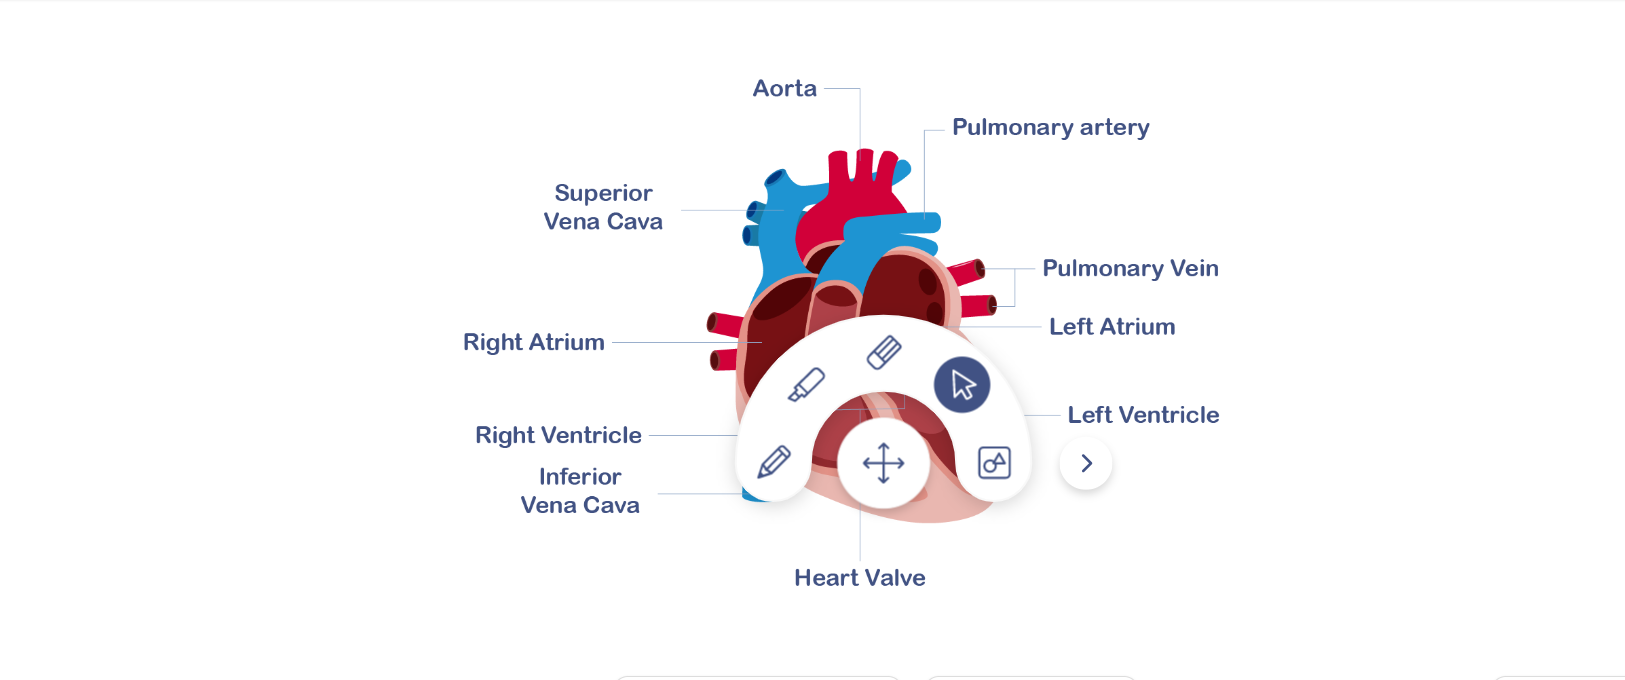 Aorta
Pulmonary artery
Superior
Vena Cava
Pulmonary Vein
Left Atrium
Right Atrium
Left Ventricle
Right Ventricle
Inferior
Vena Cava
Heart Valve